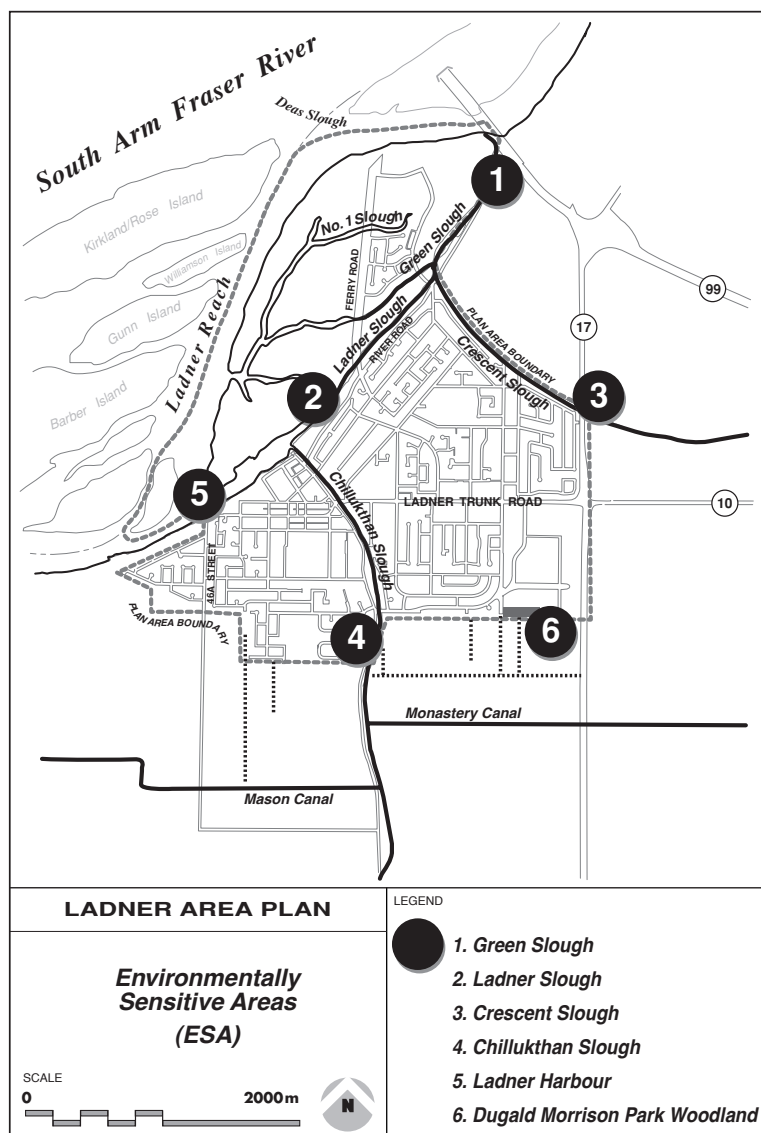 South Arm Fraser River
Deas Slough
1
Kirkland/Rose Island
No. 1 Slough
Green Slough
Williamson Island
FERRY ROAD
99
Ladner Reach
Gunn Island
17
PLAN AREA BOUNDARY
Ladner Slough
RIVER ROAD
Crescent Slough
2
3
Barber Island
5
Chillukthan Slough
LADNER TRUNK ROAD
10
46A STREET
PLAN AREA BOUNDARY
4
6
Monastery Canal
Mason Canal
LADNER AREA PLAN
Environmentally
Sensitive Areas
(ESA)
SCALE
0 2000 m
N
LEGEND
1. Green Slough
2. Ladner Slough
3. Crescent Slough
4. Chillukthan Slough
5. Ladner Harbour
6. Dugald Morrison Park Woodland